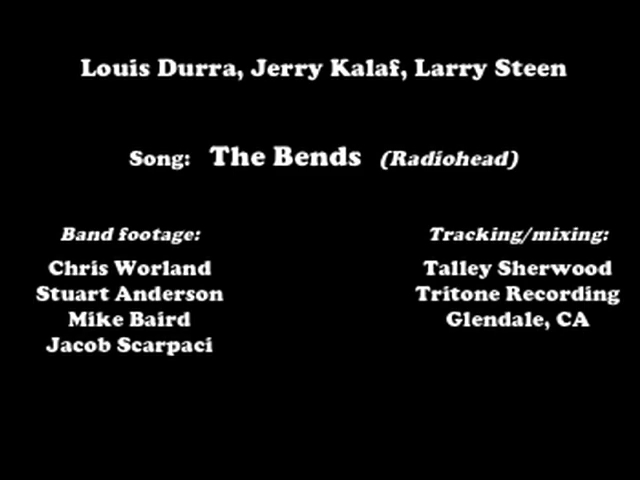 Louis Durra, Jerry Kalaf, Larry Steen
Song: The Bends (Radiohead)
Band footage:
Chris Worland
Stuart Anderson
Mike Baird
Jacob Scarpaci
Tracking/mixing:
Talley Sherwood
Tritone Recording
Glendale, CA